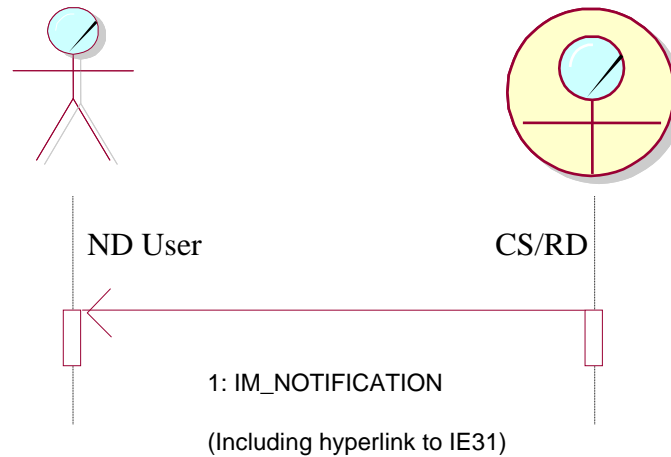 ND User
CS/RD
1: IM_NOTIFICATION
(Including hyperlink to IE31)